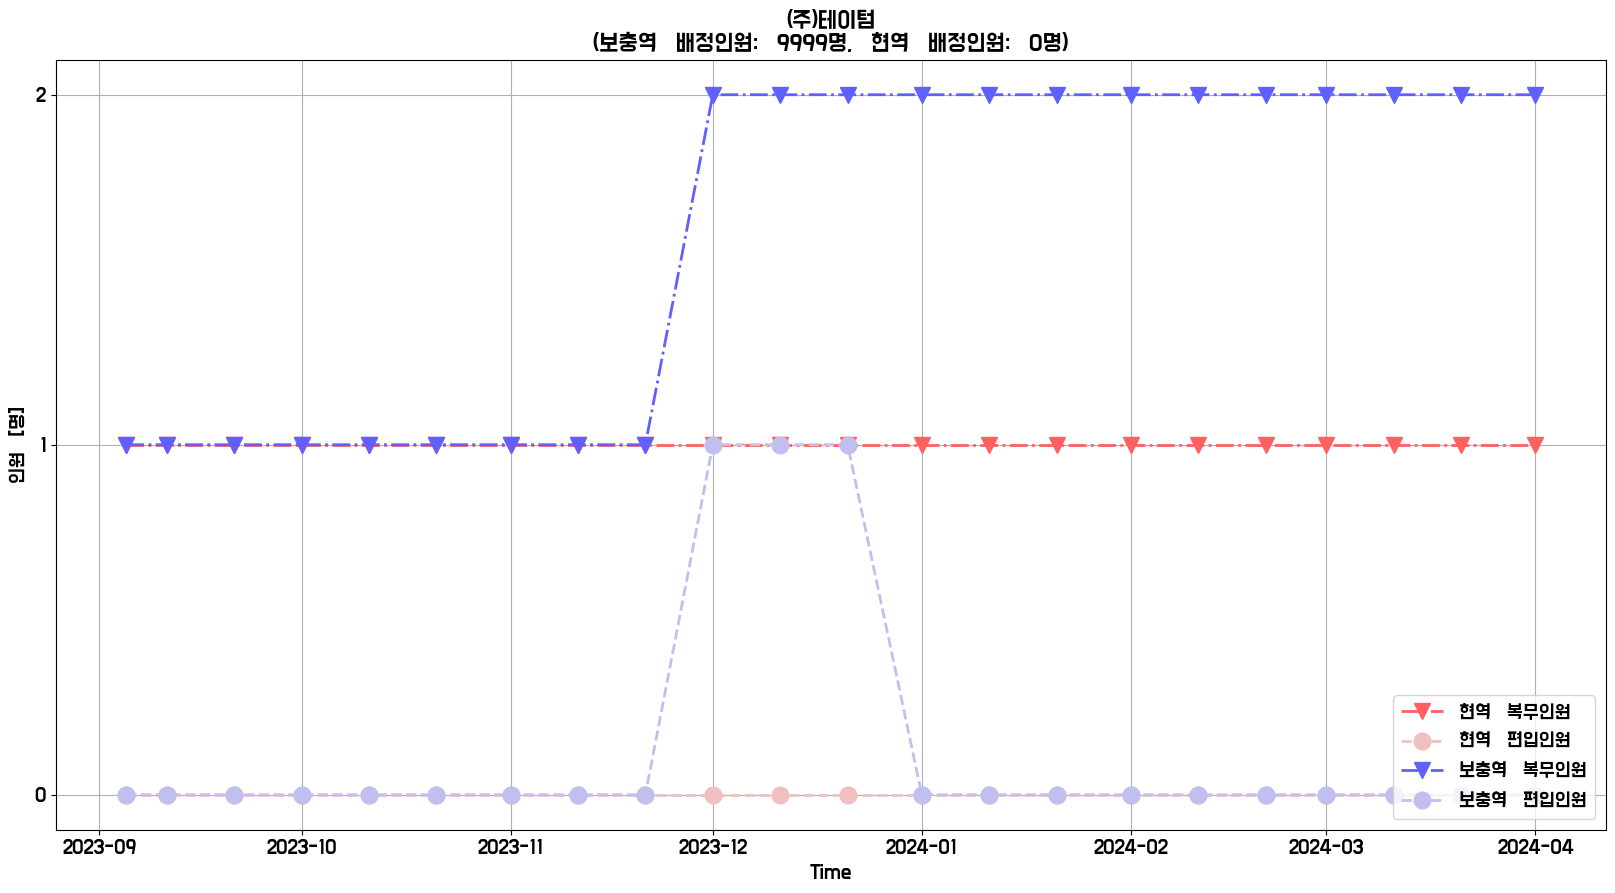 (주)테이텀
(보충역 배정인원: 9999명, 현역 배정인원: 0명)
인원 [명]
2
1
0
2023-09 2023-10 2023-11 2023-12 2024-01 2024-02 2024-03 2024-04
Time
현역 복무인원
현역 편입인원
보충역 복무인원
보충역 편입인원